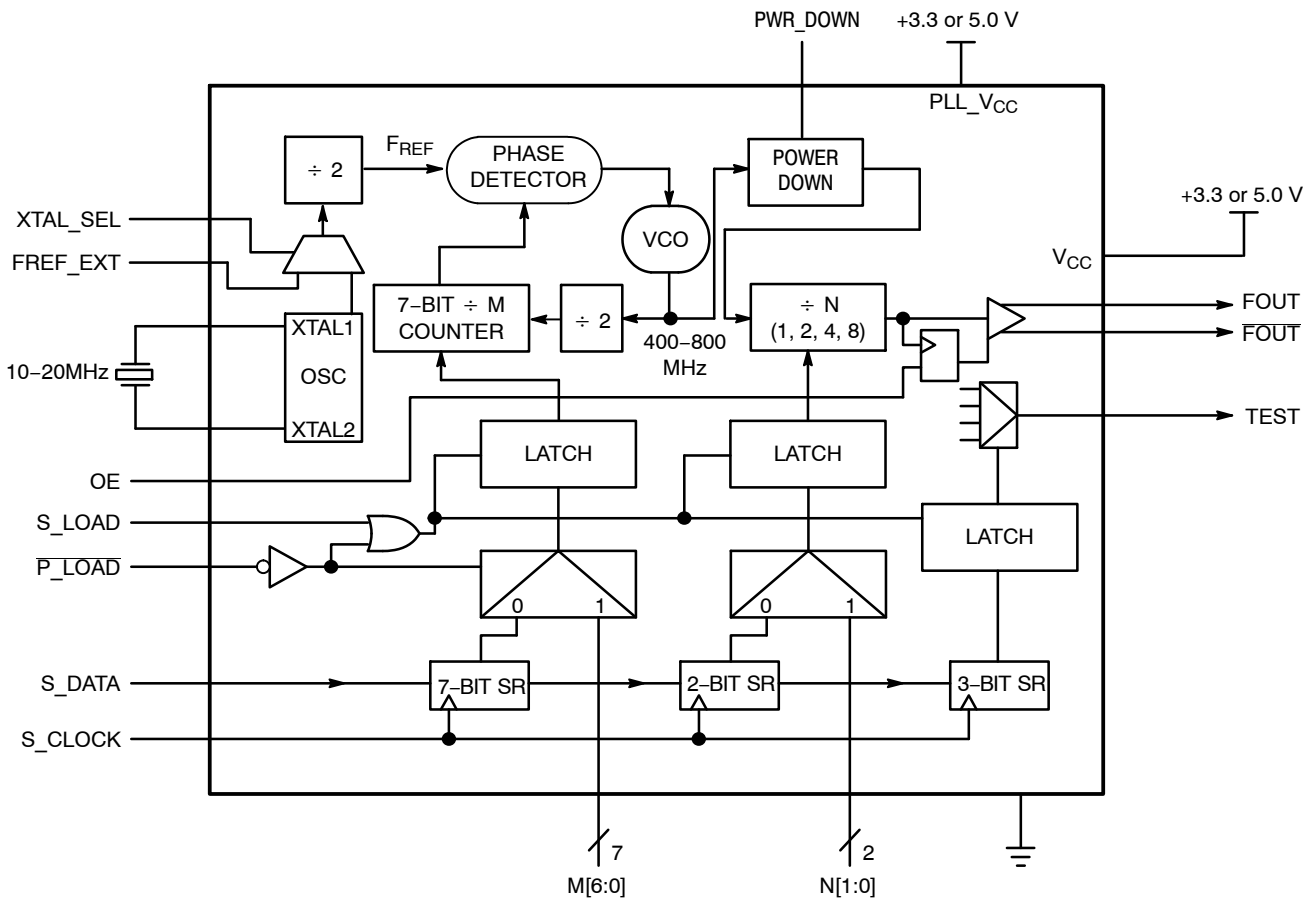 PWR_DOWN
+3.3 or 5.0 V
PLL_VCC
÷ 2
FREF
PHASE
DETECTOR
POWER
DOWN
+3.3 or 5.0 V
XTAL_SEL
FREF_EXT
VCO
VCC
7−BIT ÷ M
COUNTER
÷ 2
400−800
MHz
÷ N
(1, 2, 4, 8)
FOUT
FOUT
10−20MHz
XTAL1
OSC
XTAL2
TEST
LATCH
LATCH
OE
S_LOAD
P_LOAD
LATCH
0
1
0
1
S_DATA
7−BIT SR
2−BIT SR
3−BIT SR
S_CLOCK
7
2
M[6:0]
N[1:0]